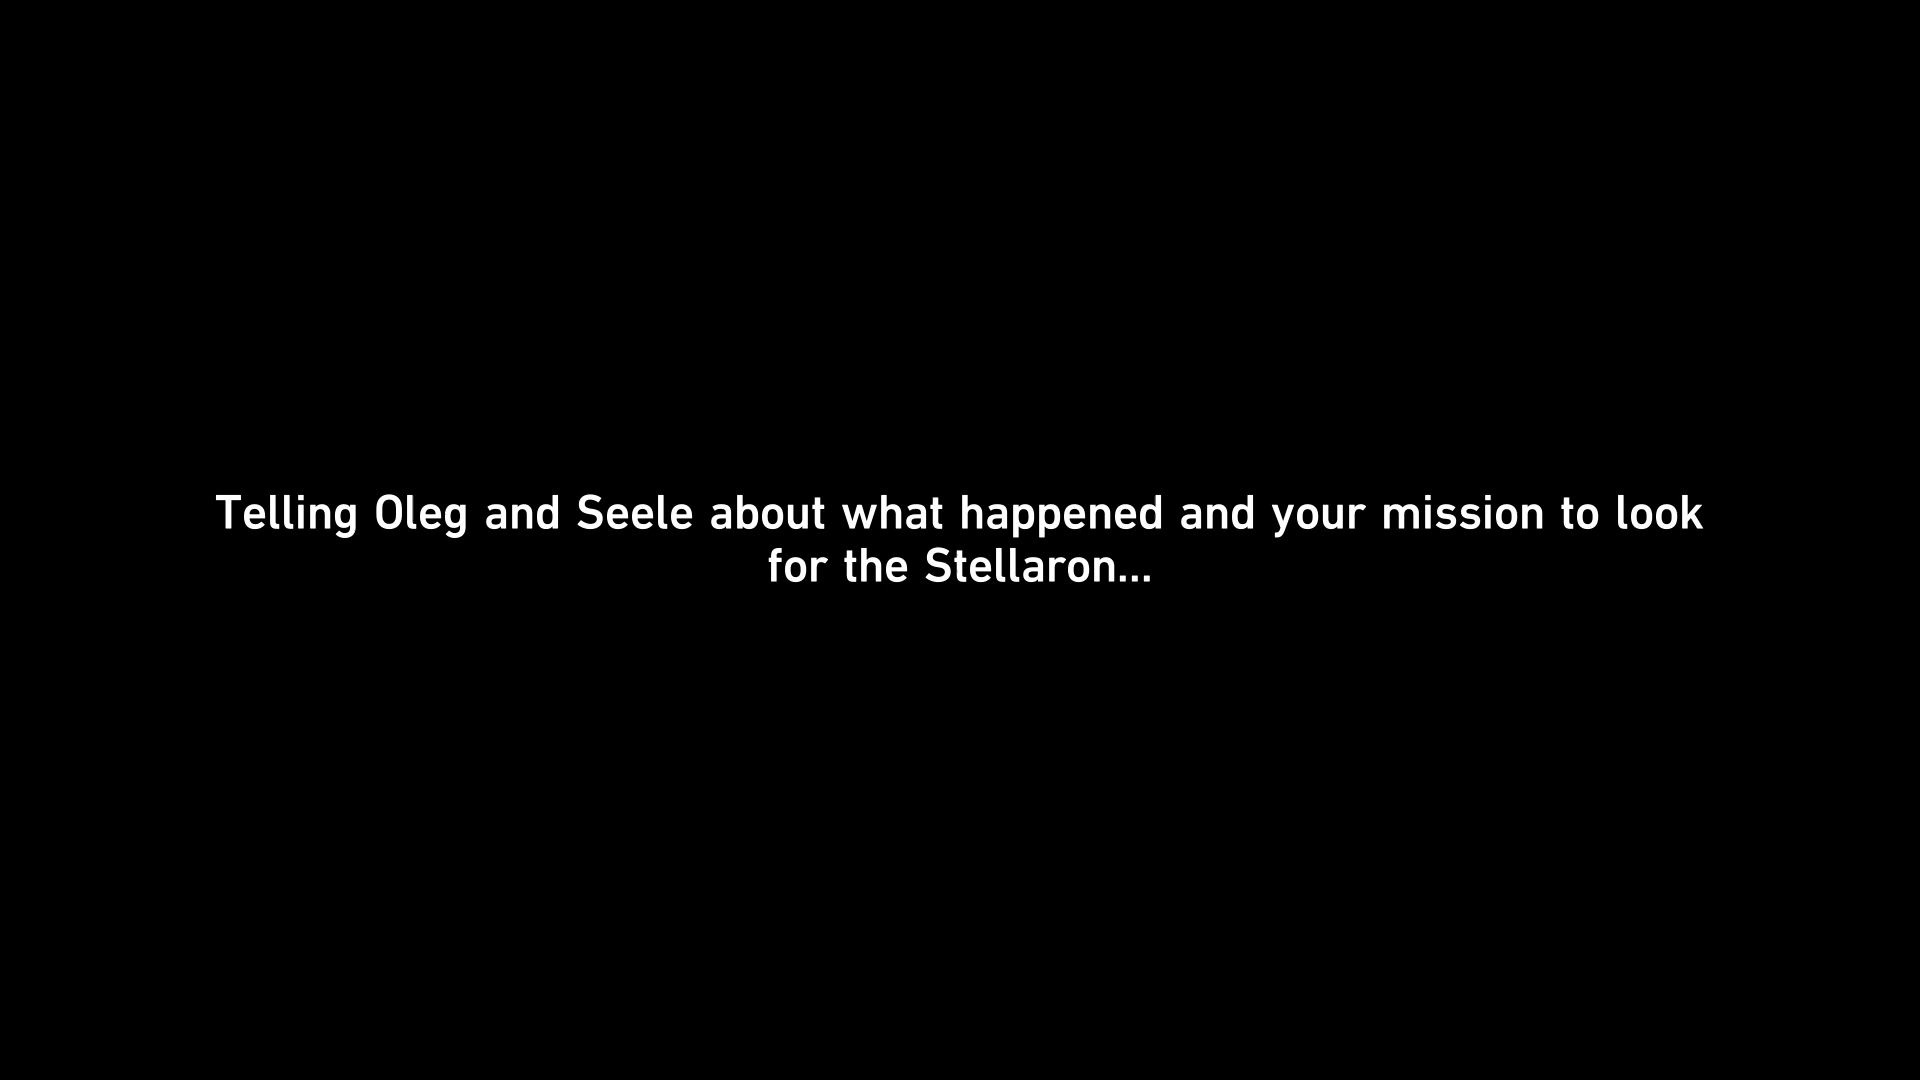 Telling Oleg and Seele about what happened and your mission to look
for the Stellaron...